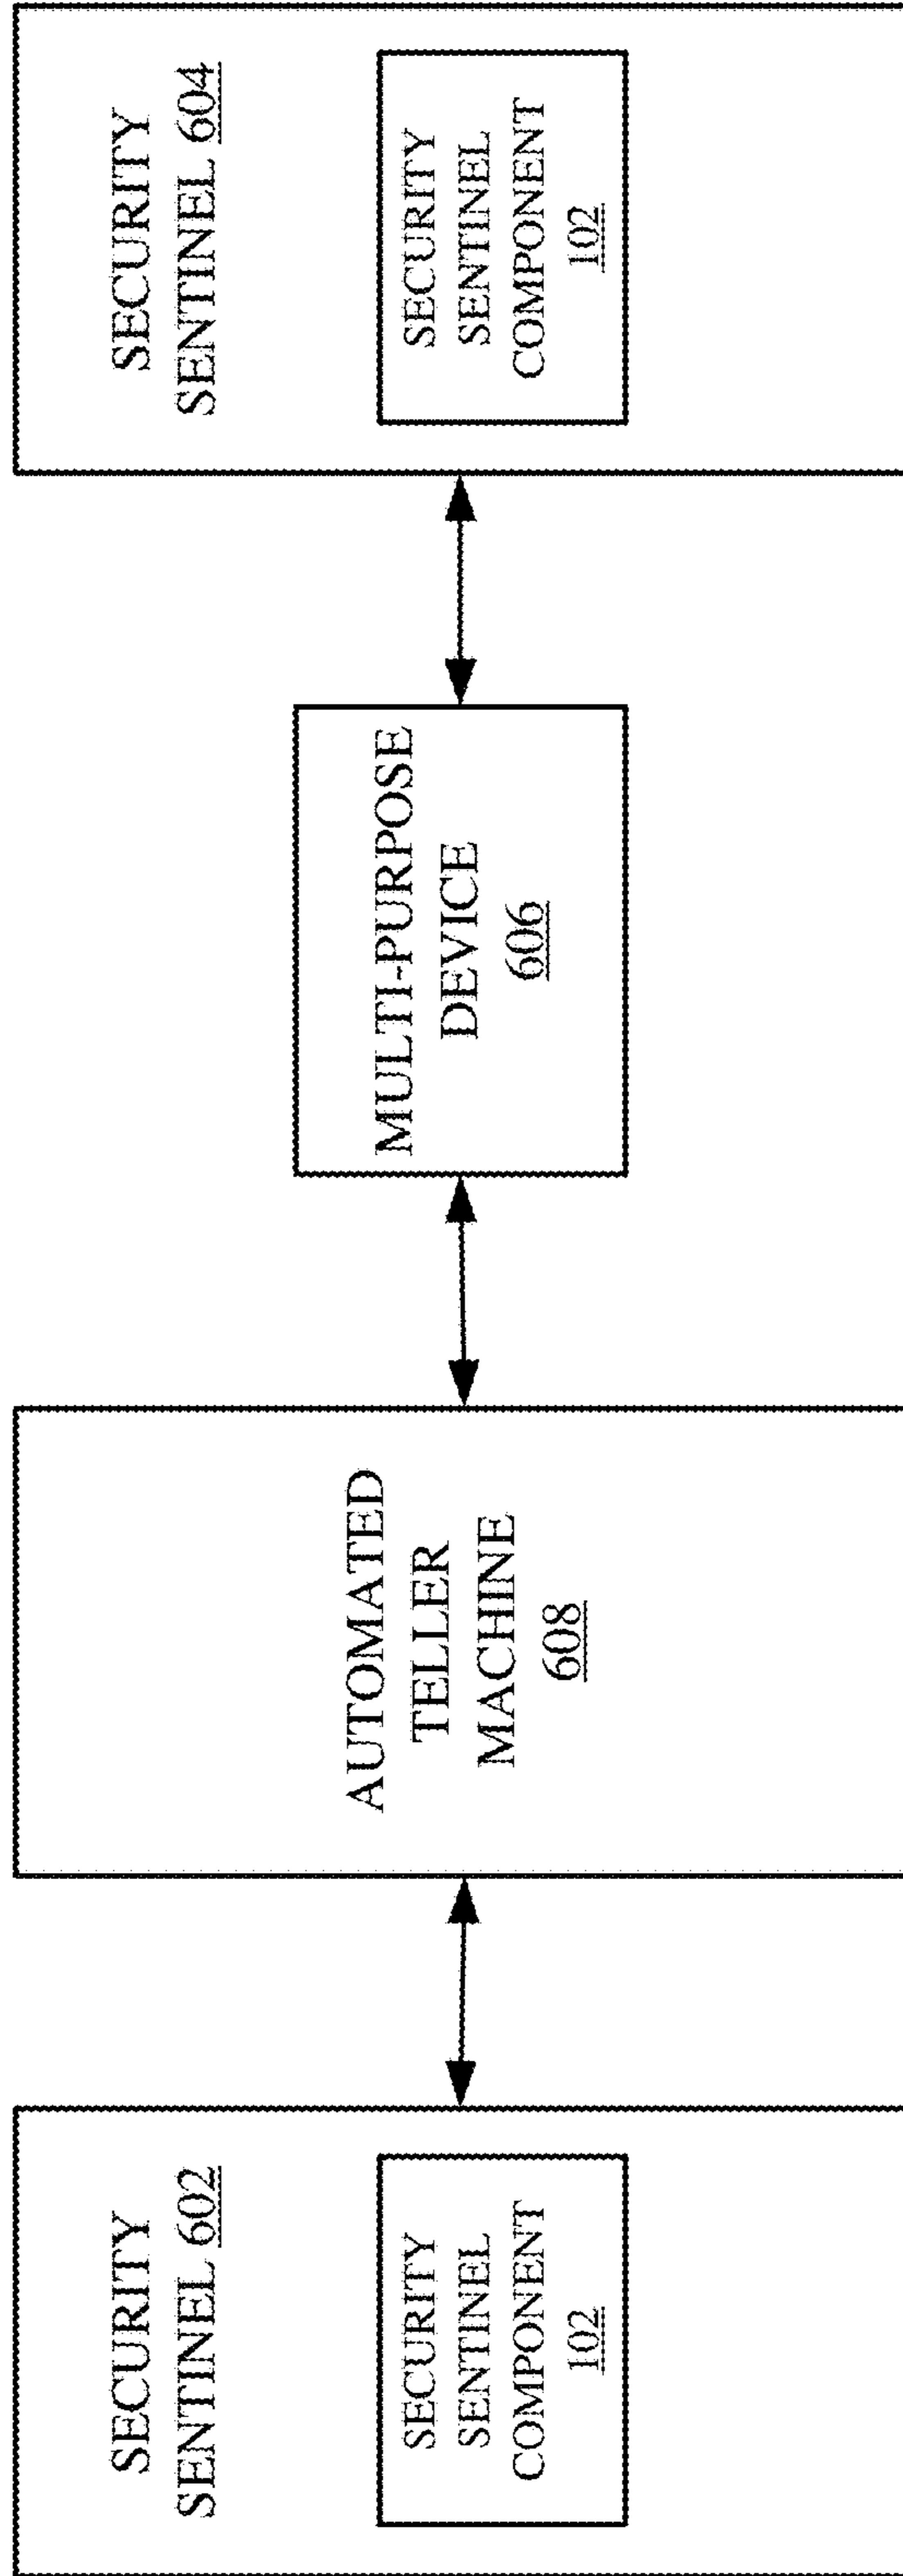 SECURITY
SENTINEL 602
SECURITY
SENTINEL
COMPONENT
102
AUTOMATED
TELLER
MACHINE
608
MULTI-PURPOSE
DEVICE
606
SECURITY
SENTINEL 604
SECURITY
SENTINEL
COMPONENT
102